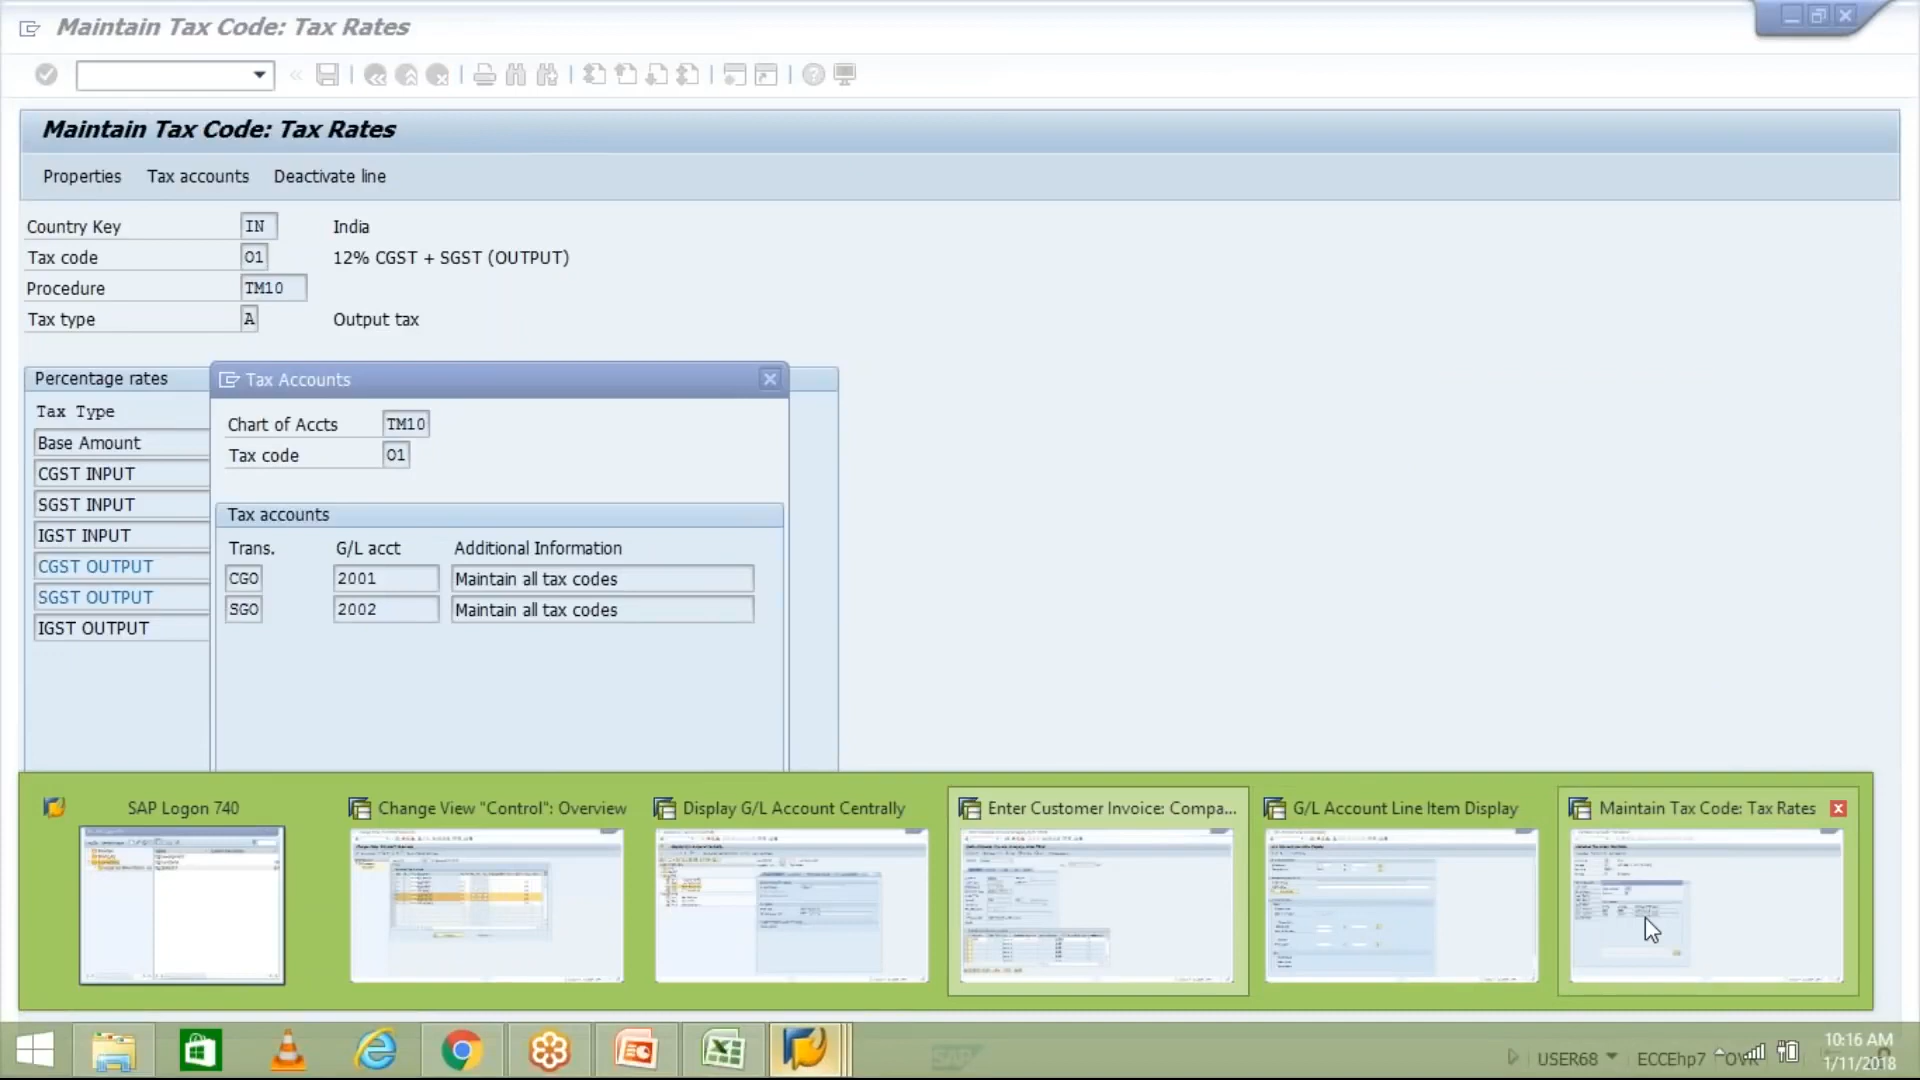 Maintain Tax Code: Tax Rates
Maintain Tax Code: Tax Rates
Properties Tax accounts Deactivate line
Country Key IN India
Tax code O1 12% CGST + SGST (OUTPUT)
Procedure TM10
Tax type A Output tax
Percentage rates
Tax Type
Base Amount
CGST INPUT
SGST INPUT
IGST INPUT
CGST OUTPUT
SGST OUTPUT
IGST OUTPUT
Tax Accounts
Chart of Accts TM10
Tax code O1
Tax accounts
Trans. G/L acct Additional Information
CGO 2001 Maintain all tax codes
SGO 2002 Maintain all tax codes
SAP Logon 740
Change View "Control": Overview
Display G/L Account Centrally
Enter Customer Invoice: Compa...
G/L Account Line Item Display
Maintain Tax Code: Tax Rates
SAP
USER68 ECCEhp7 OVR
10:16 AM
1/11/2018